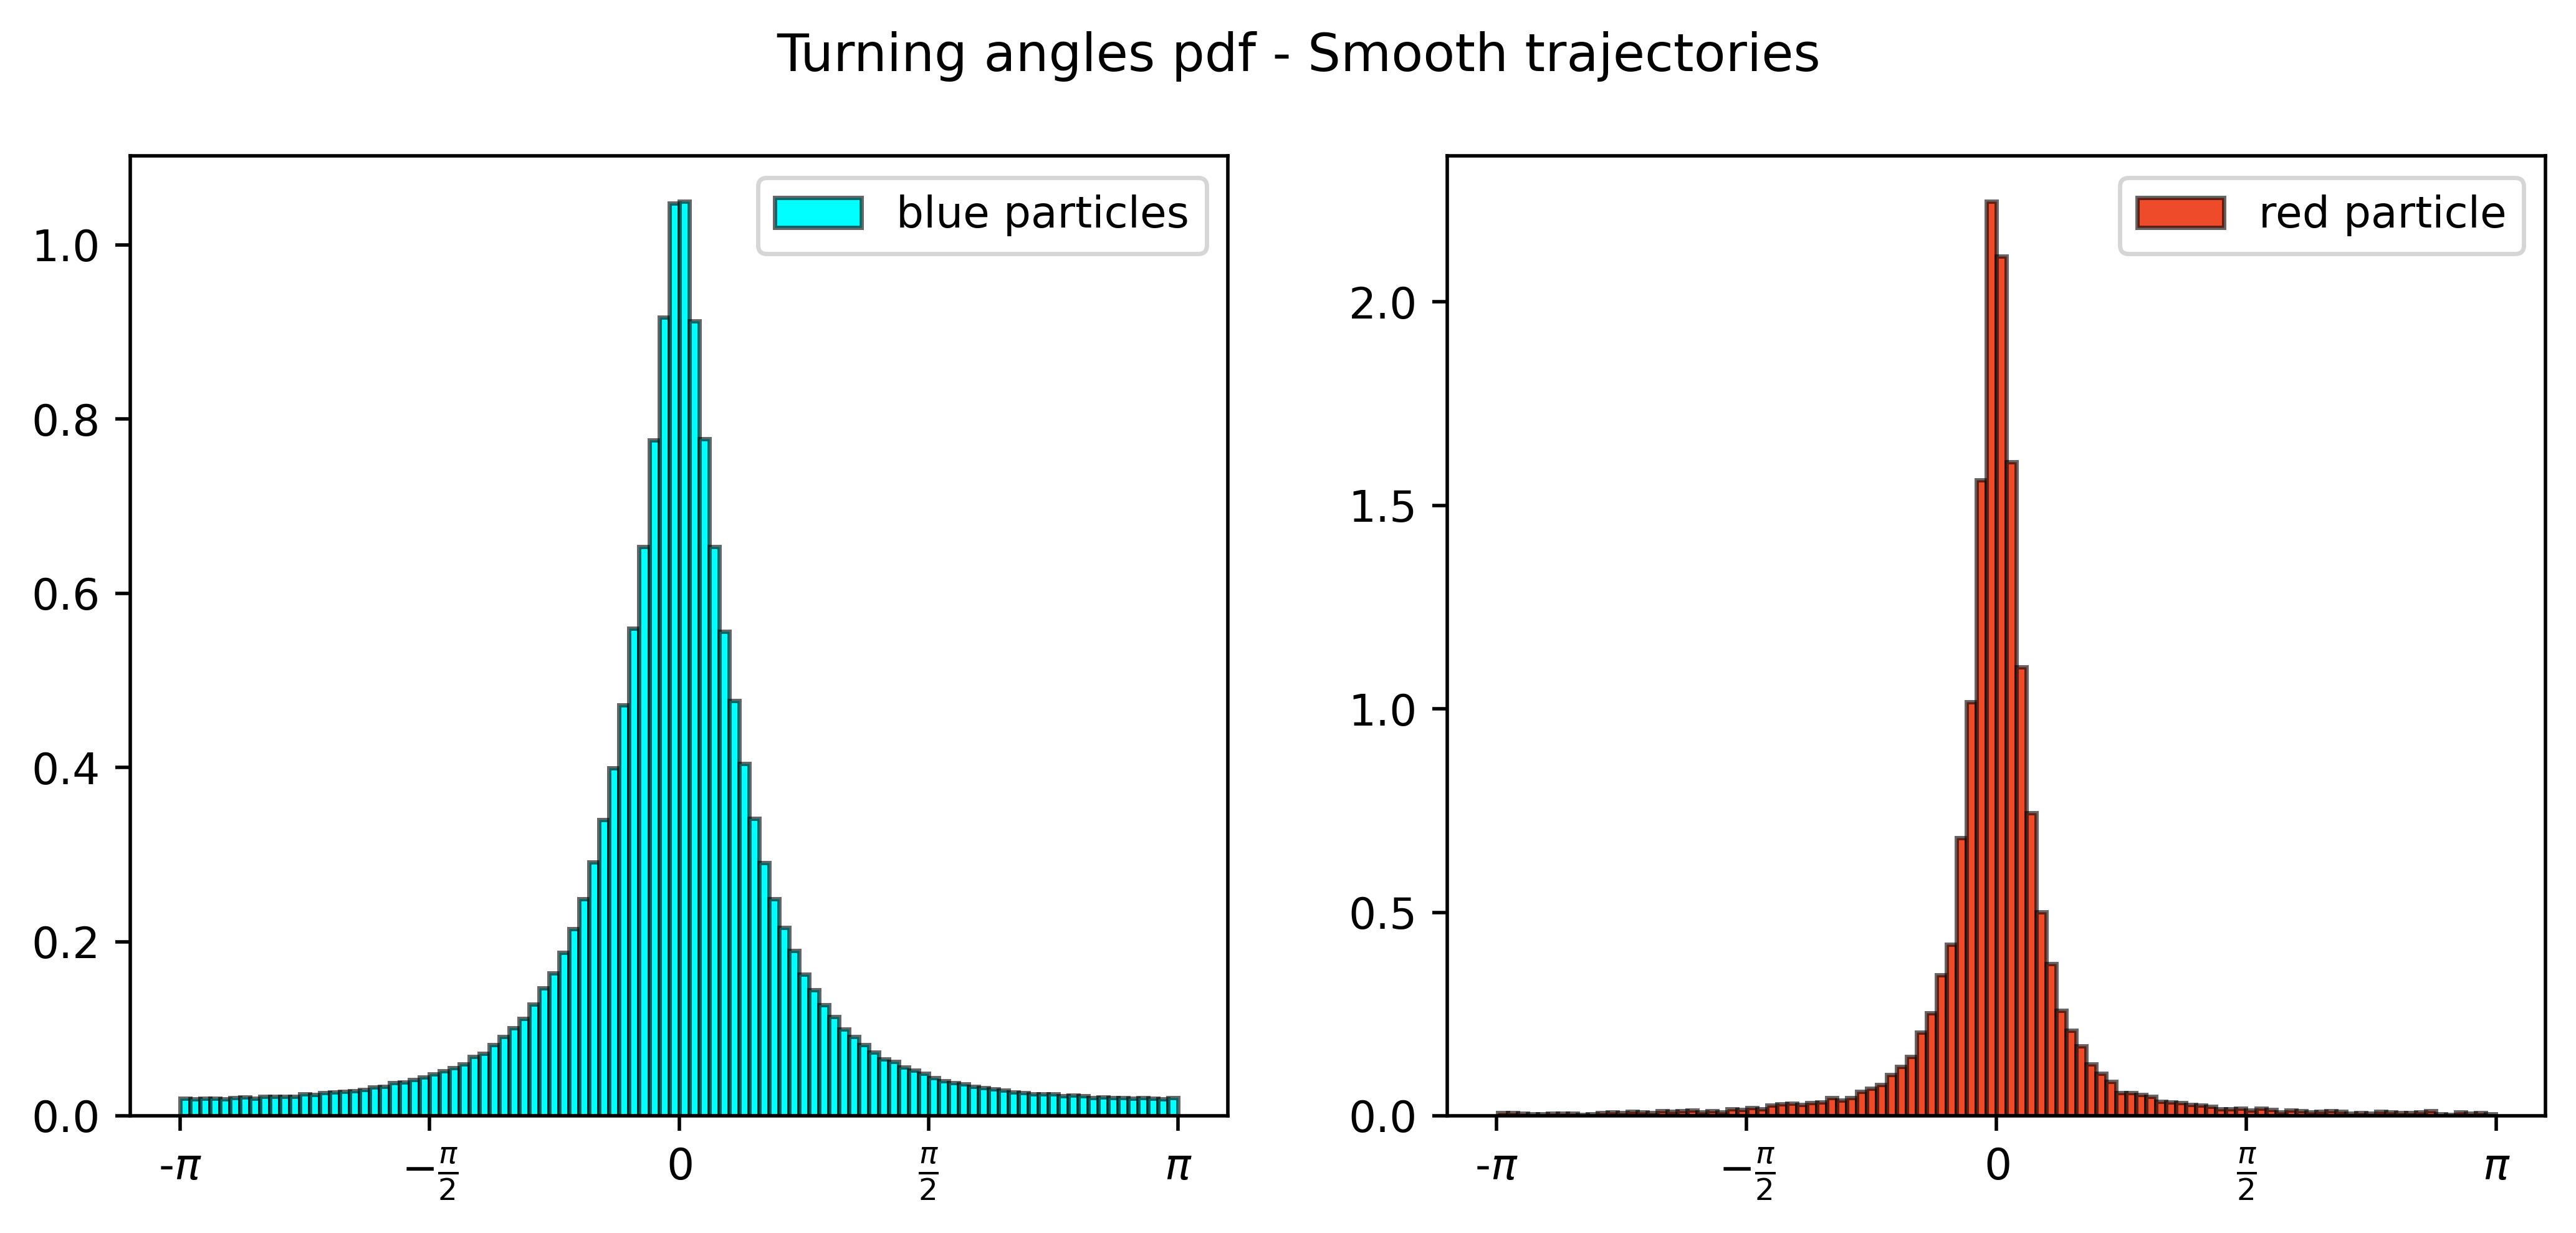 Turning angles pdf - Smooth trajectories
blue particles
1.0
0.8
0.6
0.4
0.2
0.0
-π
−π/2
0
π/2
π
red particle
2.0
1.5
1.0
0.5
0.0
-π
−π/2
0
π/2
π